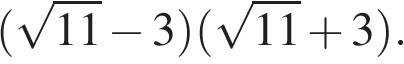 (√11 − 3)(√11 + 3).